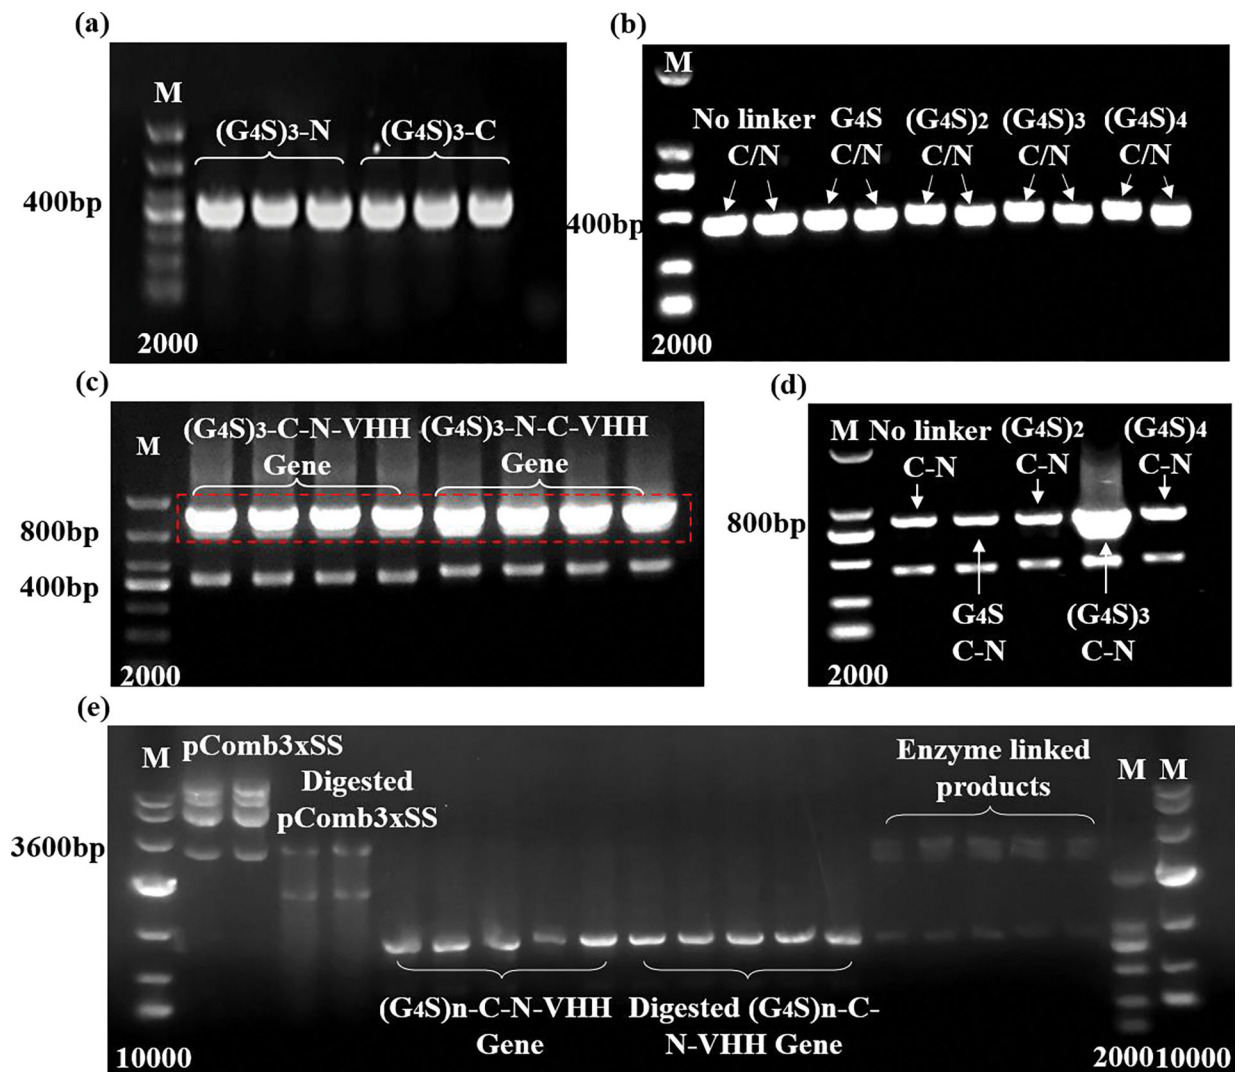 (a)
M
(G4S)3-N
(G4S)3-C
400bp
2000
(b)
M
No linker G4S (G4S)2 (G4S)3 (G4S)4
C/N C/N C/N C/N C/N
400bp
2000
(c)
M
(G4S)3-C-N-VHH (G4S)3-N-C-VHH
Gene Gene
800bp
400bp
2000
(d)
M No linker (G4S)2 (G4S)4
C-N C-N C-N
800bp
G4S (G4S)3
C-N C-N
2000
(e)
M
pComb3xSS
Digested
pComb3xSS
Enzyme linked
products
M M
3600bp
(G4S)n-C-N-VHH
Gene
Digested (G4S)n-C-
N-VHH Gene
10000
2000 10000